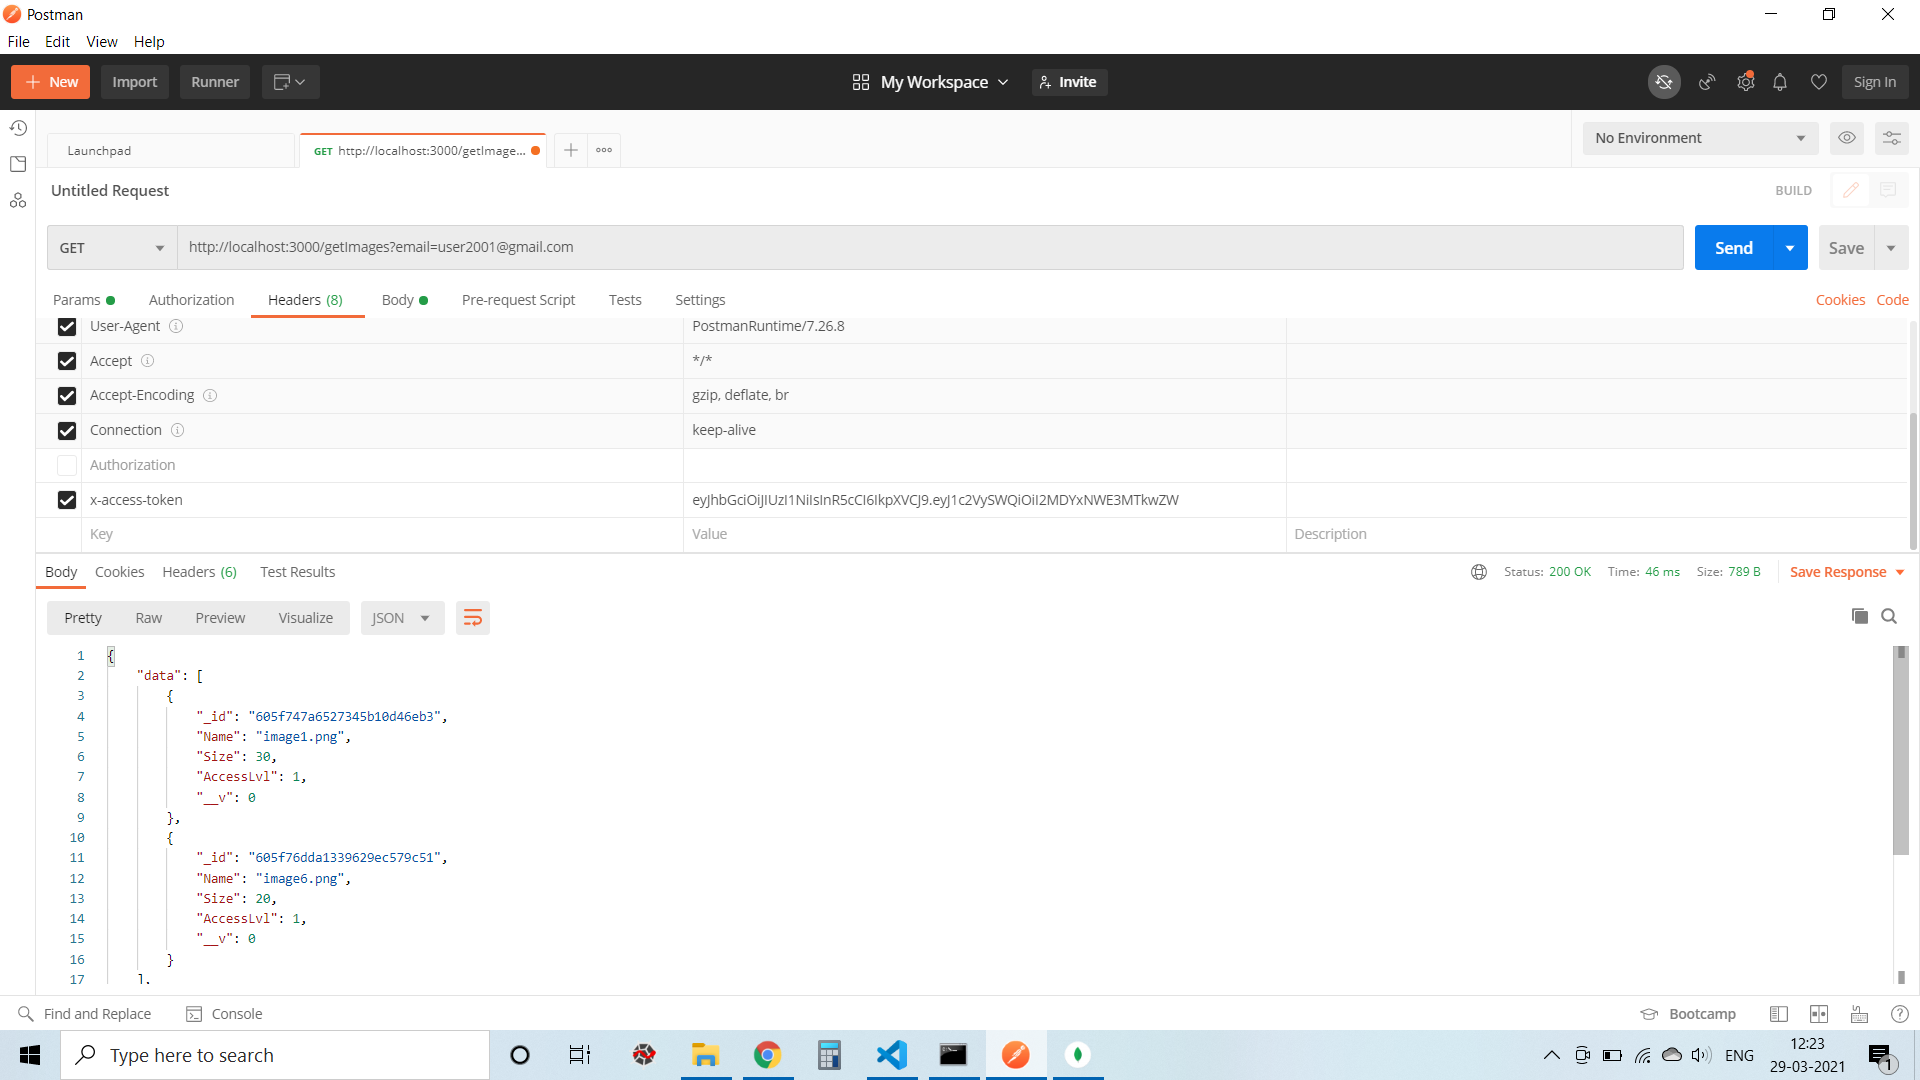 Postman
File Edit View Help
New Import Runner My Workspace Invite Sign In
Launchpad GET http://localhost:3000/getImage... No Environment
Untitled Request BUILD
GET http://localhost:3000/getImages?email=user2001@gmail.com Send Save
Params Authorization Headers (8) Body Pre-request Script Tests Settings Cookies Code
User-Agent PostmanRuntime/7.26.8
Accept */*
Accept-Encoding gzip, deflate, br
Connection keep-alive
Authorization
x-access-token eyJhbGciOiJIUzI1NiIsInR5cCI6IkpXVCJ9.eyJ1c2VySWQiOiI2MDYxNWE3MTkwZW
Key Value Description
Body Cookies Headers (6) Test Results Status: 200 OK Time: 46 ms Size: 789 B Save Response
Pretty Raw Preview Visualize JSON
1 {
2 "data": [
3 {
4 "_id": "605f747a6527345b10d46eb3",
5 "Name": "image1.png",
6 "Size": 30,
7 "AccessLvl": 1,
8 "__v": 0
9 },
10 {
11 "_id": "605f76dda1339629ec579c51",
12 "Name": "image6.png",
13 "Size": 20,
14 "AccessLvl": 1,
15 "__v": 0
16 }
17 ],
Find and Replace Console Bootcamp
Type here to search ENG 12:23
29-03-2021 1